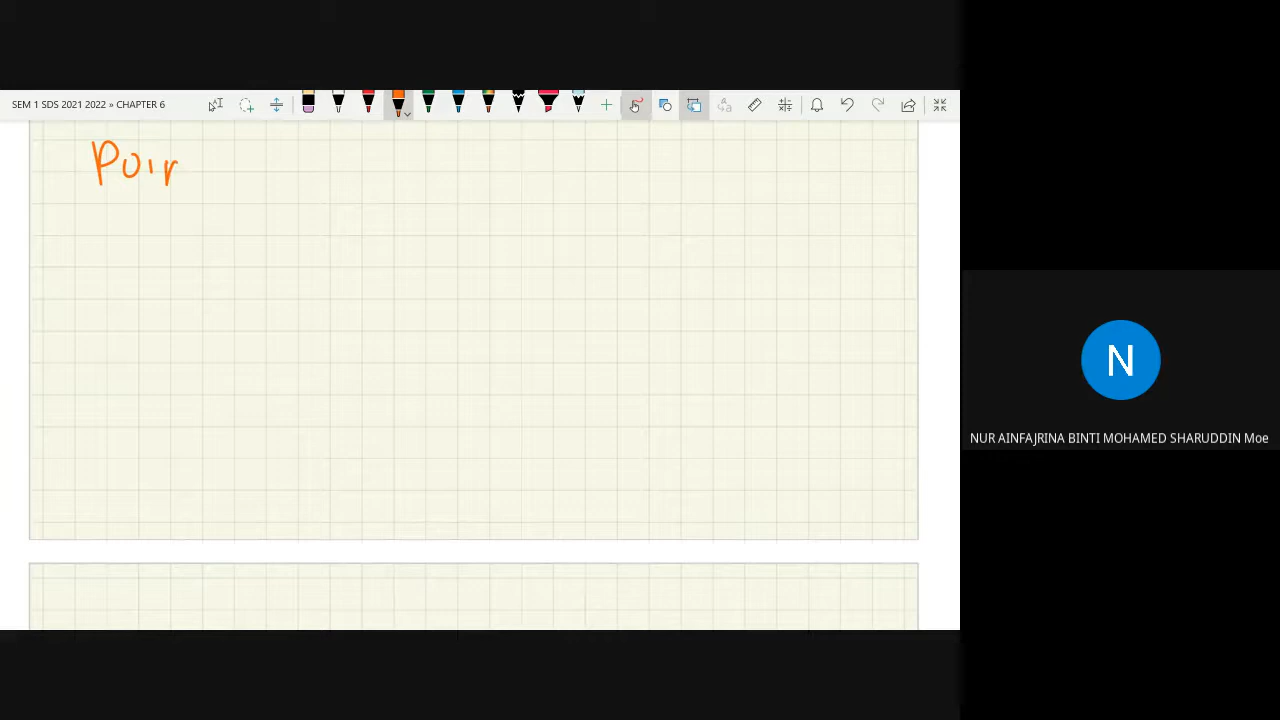 SEM 1 SDS 2021 2022 » CHAPTER 6
Poir
N
NUR AINFAJRINA BINTI MOHAMED SHARUDDIN Moe